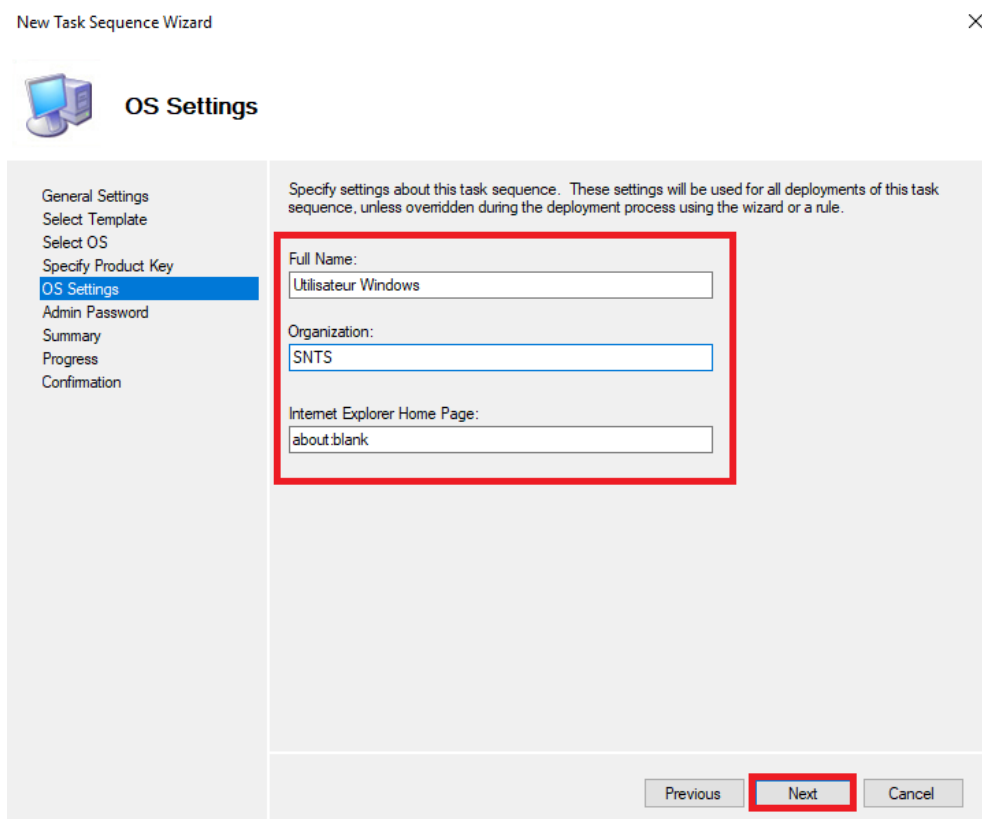 New Task Sequence Wizard
OS Settings
General Settings
Select Template
Select OS
Specify Product Key
OS Settings
Admin Password
Summary
Progress
Confirmation
Specify settings about this task sequence.  These settings will be used for all deployments of this task
sequence, unless overridden during the deployment process using the wizard or a rule.
Full Name:
Utilisateur Windows
Organization:
SNTS
Internet Explorer Home Page:
about:blank
Previous
Next
Cancel